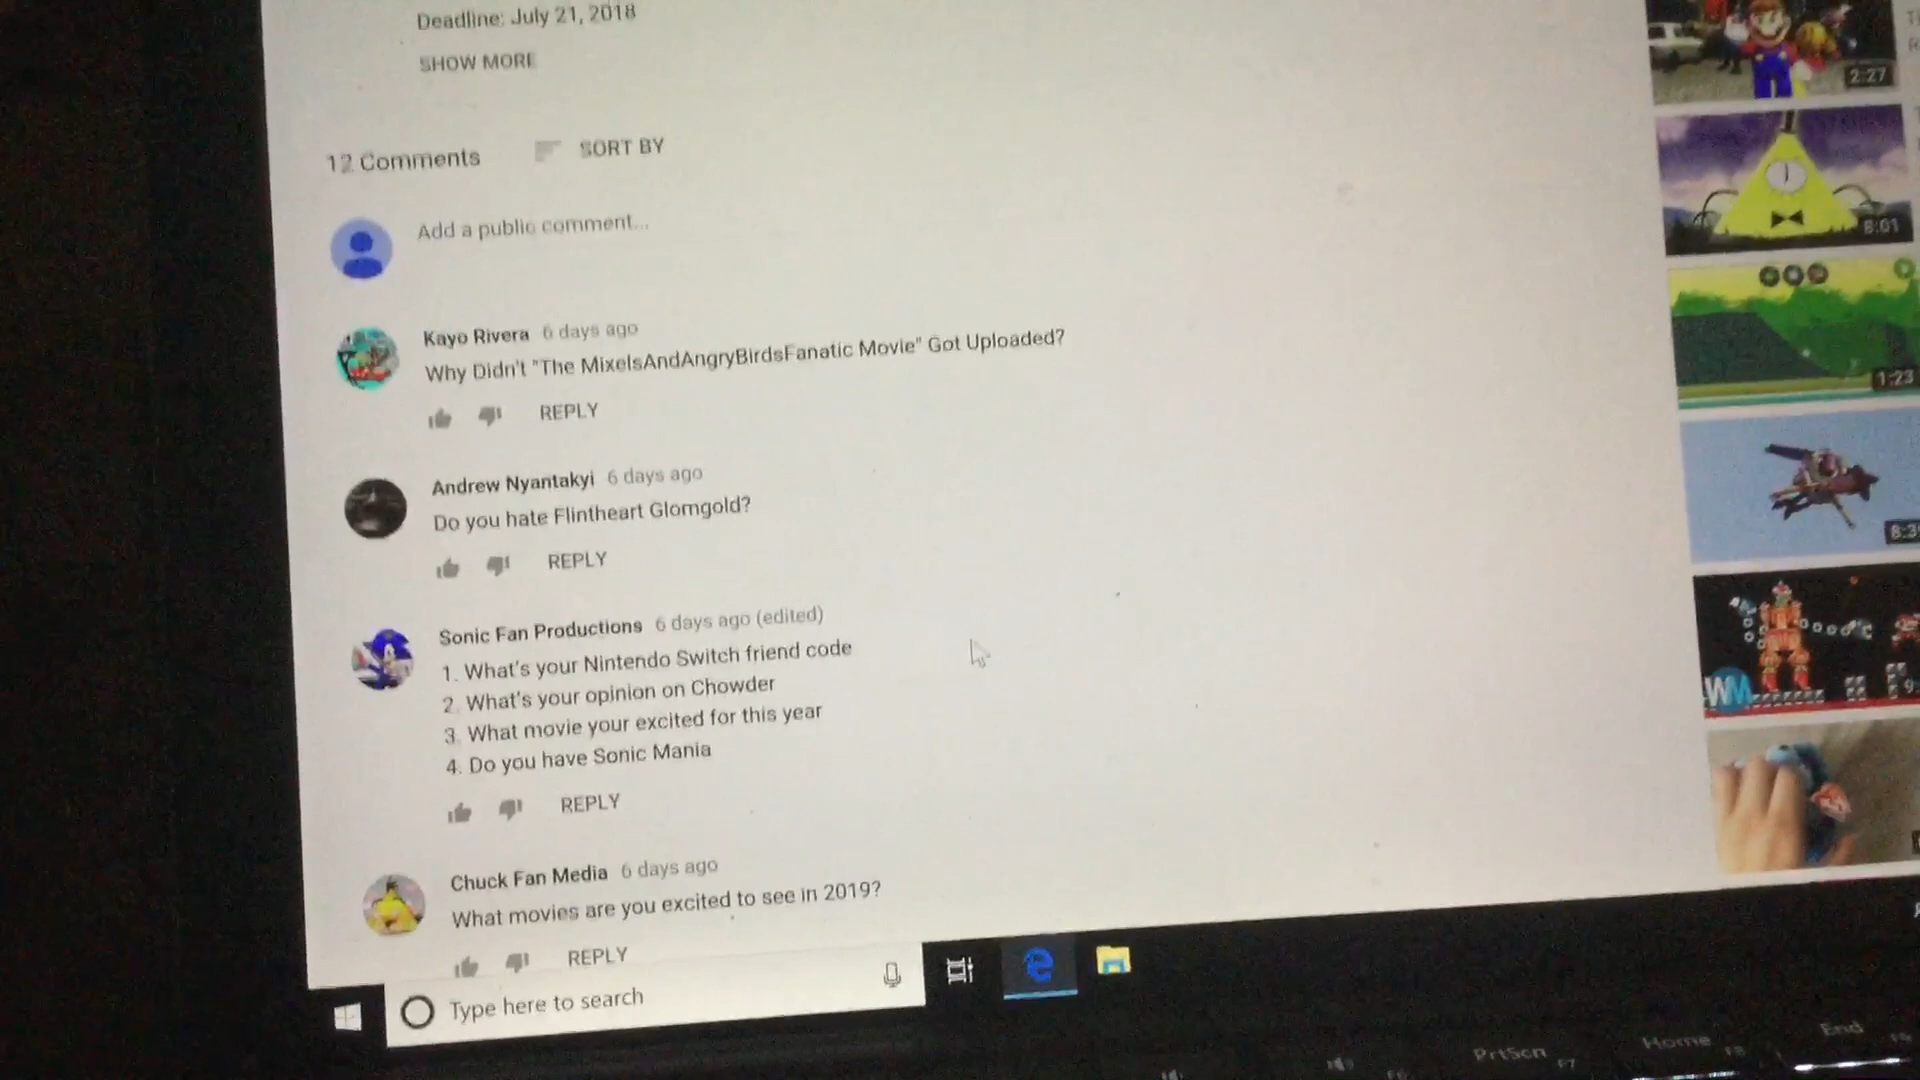 Deadline: July 21, 2018
SHOW MORE
12 Comments SORT BY
Add a public comment...
Kayo Rivera 6 days ago
Why Didn't "The MixelsAndAngryBirdsFanatic Movie" Got Uploaded?
REPLY
Andrew Nyantakyi 6 days ago
Do you hate Flintheart Glomgold?
REPLY
Sonic Fan Productions 6 days ago (edited)
1. What's your Nintendo Switch friend code
2. What's your opinion on Chowder
3. What movie your excited for this year
4. Do you have Sonic Mania
REPLY
Chuck Fan Media 6 days ago
What movies are you excited to see in 2019?
REPLY
Type here to search
2:27
8:01
1:23
WM
PrtScn
F7
Home
F8
End